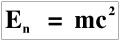 Eₙ = mc²